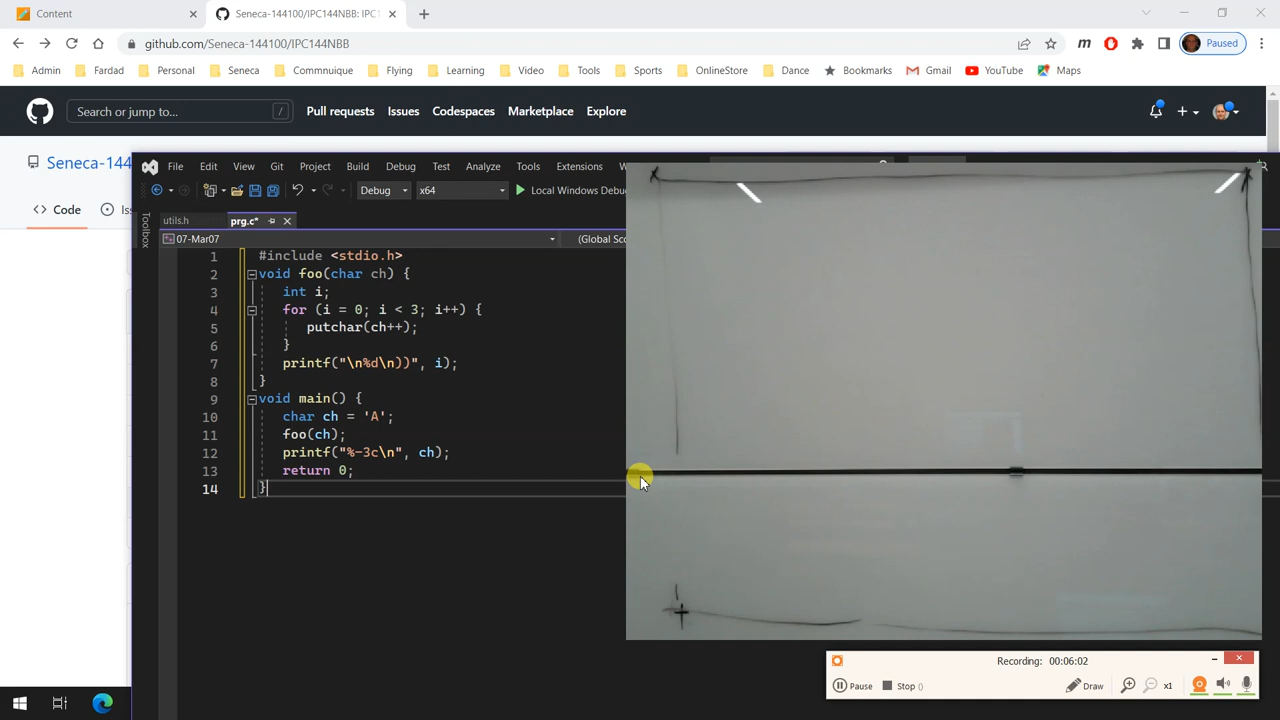 Content
Seneca-144100/IPC144NBB: IPC1
github.com/Seneca-144100/IPC144NBB
Paused
Admin Fardad Personal Seneca Commnuique Flying Learning Video Tools Sports OnlineStore Dance Bookmarks Gmail YouTube Maps
Search or jump to... /
Pull requests Issues Codespaces Marketplace Explore
Seneca-144
Code Iss
File Edit View Git Project Build Debug Test Analyze Tools Extensions W
Debug x64 Local Windows Debu
Toolbox
utils.h prg.c*
07-Mar07 (Global Sco
1 #include <stdio.h>
2 void foo(char ch) {
3 int i;
4 for (i = 0; i < 3; i++) {
5 putchar(ch++);
6 }
7 printf("\n%d\n))", i);
8 }
9 void main() {
10 char ch = 'A';
11 foo(ch);
12 printf("%-3c\n", ch);
13 return 0;
14 }
Recording: 00:06:02
Pause Stop () Draw x1